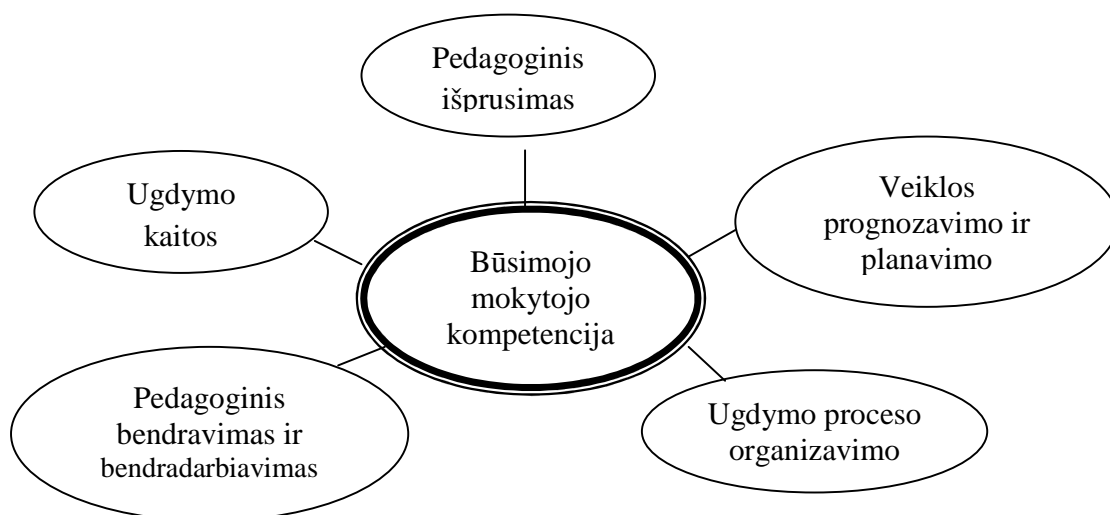 Pedagoginis
išprusimas
Ugdymo
kaitos
Veiklos
prognozavimo ir
planavimo
Būsimojo
mokytojo
kompetencija
Pedagoginis
bendravimas ir
bendradarbiavimas
Ugdymo proceso
organizavimo